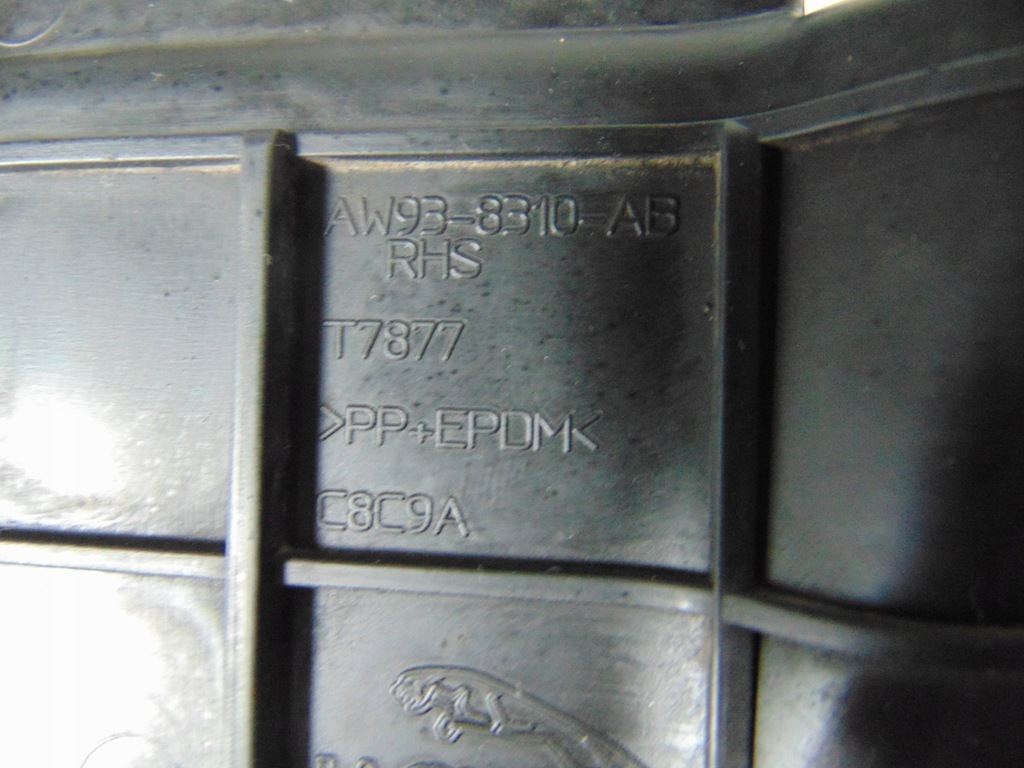 AW93-8310-AB
RHS
T7877
>PP+EPDM<
C8C9A